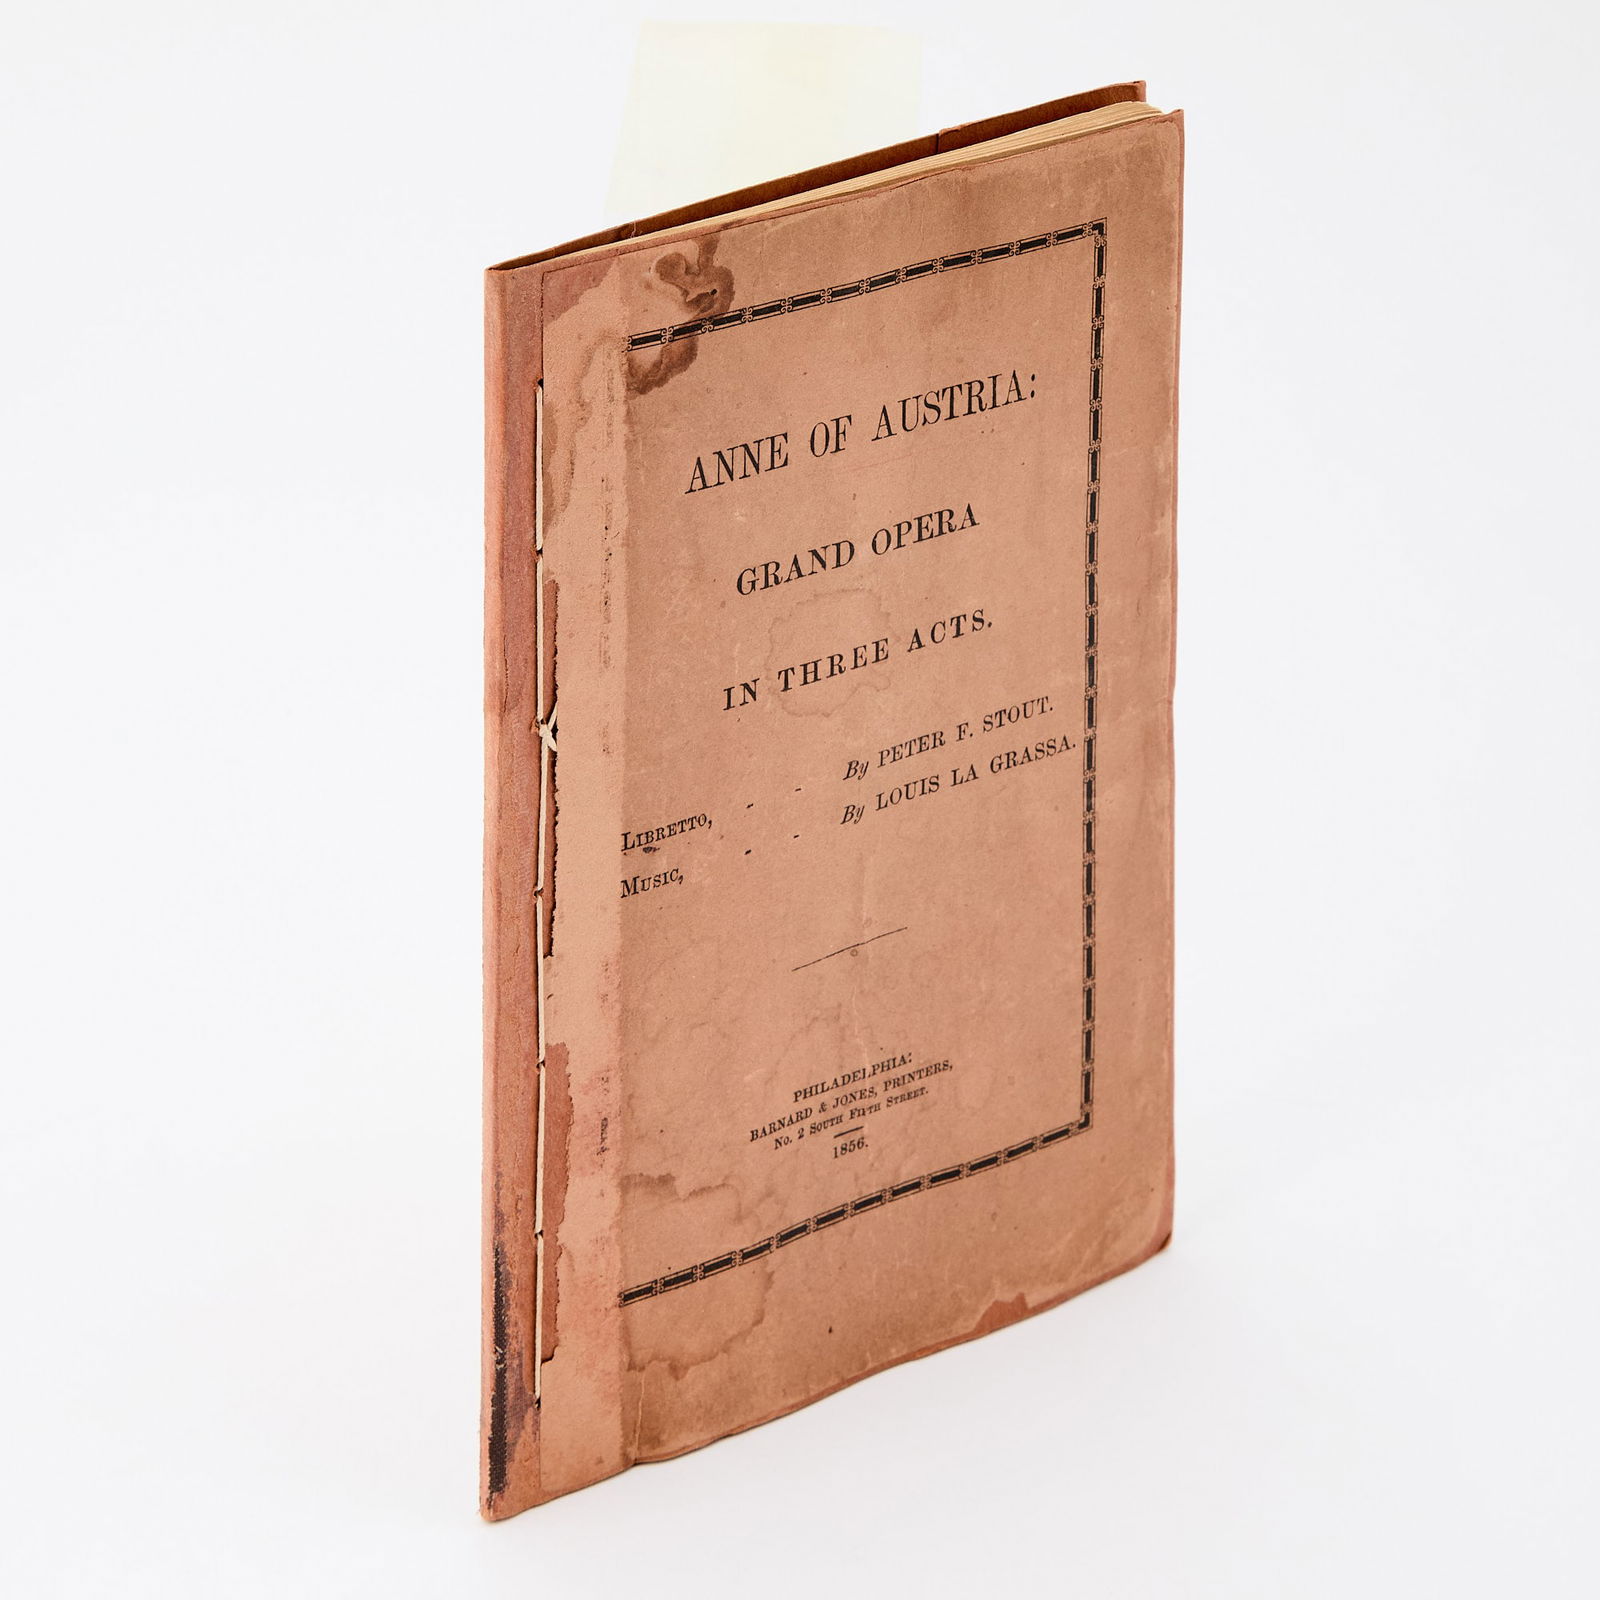 ANNE OF AUSTRIA:
GRAND OPERA
IN THREE ACTS.
LIBRETTO, - - By PETER F. STOUT.
MUSIC, - - By LOUIS LA GRASSA.
PHILADELPHIA:
BARNARD & JONES, PRINTERS,
No. 2 SOUTH FIFTH STREET.
1856.